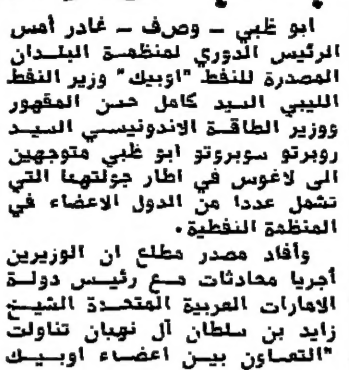 ابو ظبي – وص‌ف – غادر أمس
الرئيس الدوري لمنظمة البلدان
المصدرة للنفط "اوبيك" وزير النفط
الليبي السيد كامل حسن المقهور
ووزير الطاقة الاندونيسي السيد
روبرتو سوبروتو ابو ظبي متوجهين
الى لاغوس في اطار جولتهما التي
تشمل عددا من الدول الاعضاء في
المنظمة النفطية .
وأفاد مصدر مطلع ان الوزيرين
أجريا محادثات مع رئيس دولة
الامارات العربية المتحدة الشيخ
زايد بن سلطان آل نهيان تناولت
"التعاون بين اعضاء اوبيك